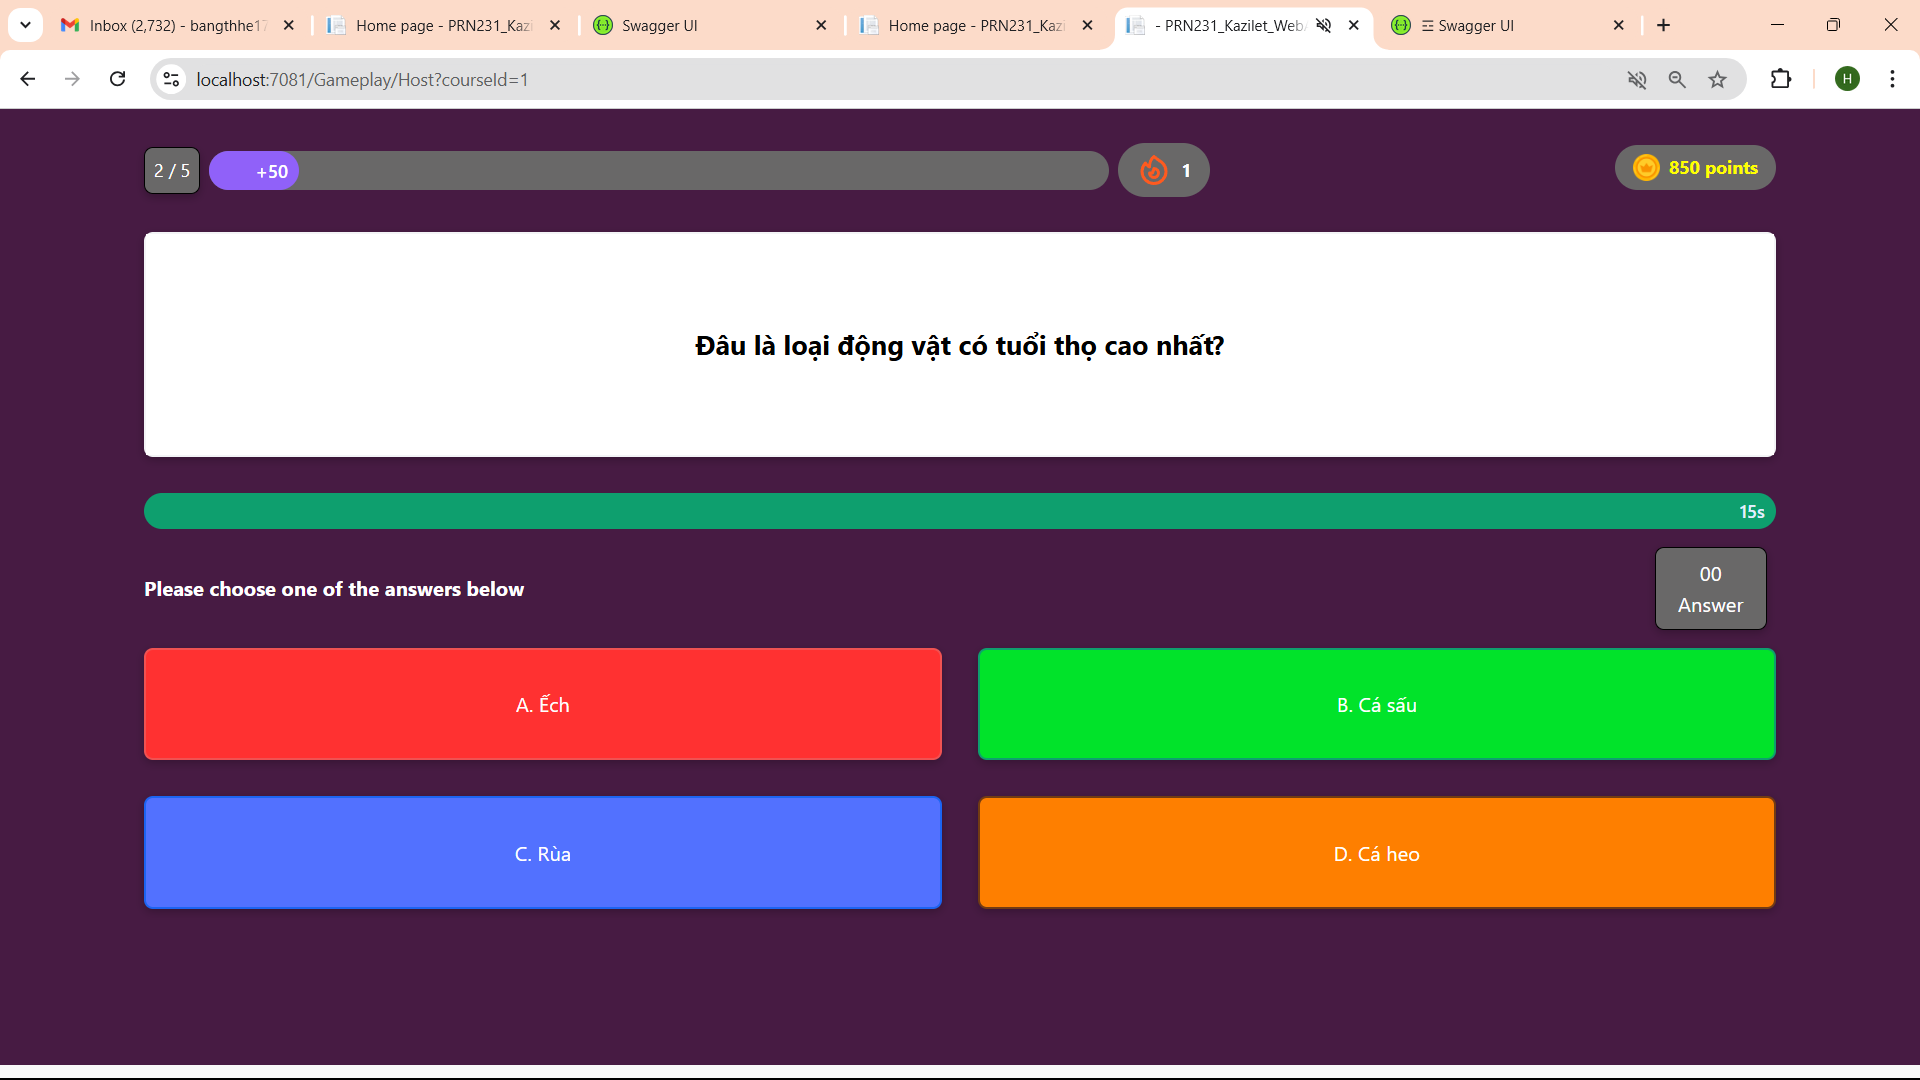 Inbox (2,732) - bangthhe17
Home page - PRN231_Kazi
Swagger UI
Home page - PRN231_Kaz
- PRN231_Kazilet_WebA
Swagger UI
localhost:7081/Gameplay/Host?courseId=1
H
2 / 5
+50
1
850 points
Đâu là loại động vật có tuổi thọ cao nhất?
15s
Please choose one of the answers below
00
Answer
A. Ếch
B. Cá sấu
C. Rùa
D. Cá heo